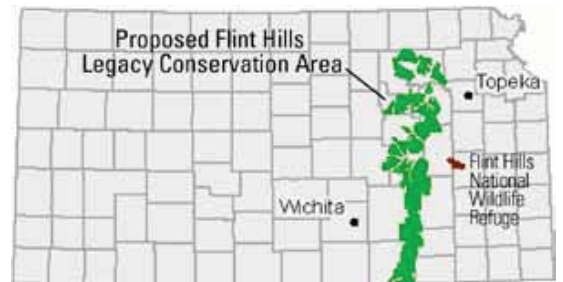 Proposed Flint Hills
Legacy Conservation Area
Topeka
Flint Hills
National
Wildlife
Refuge
Wichita